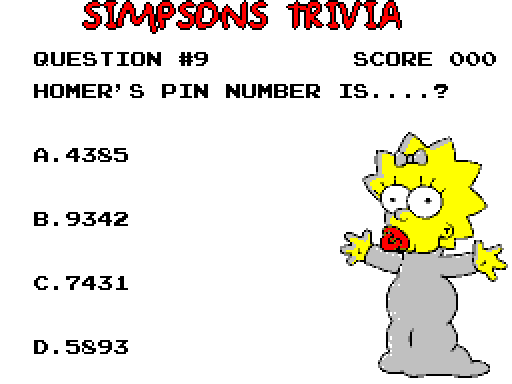 SIMPSONS TRIVIA
QUESTION #9 SCORE 000
HOMER'S PIN NUMBER IS....?
A.4385
B.9342
C.7431
D.5893